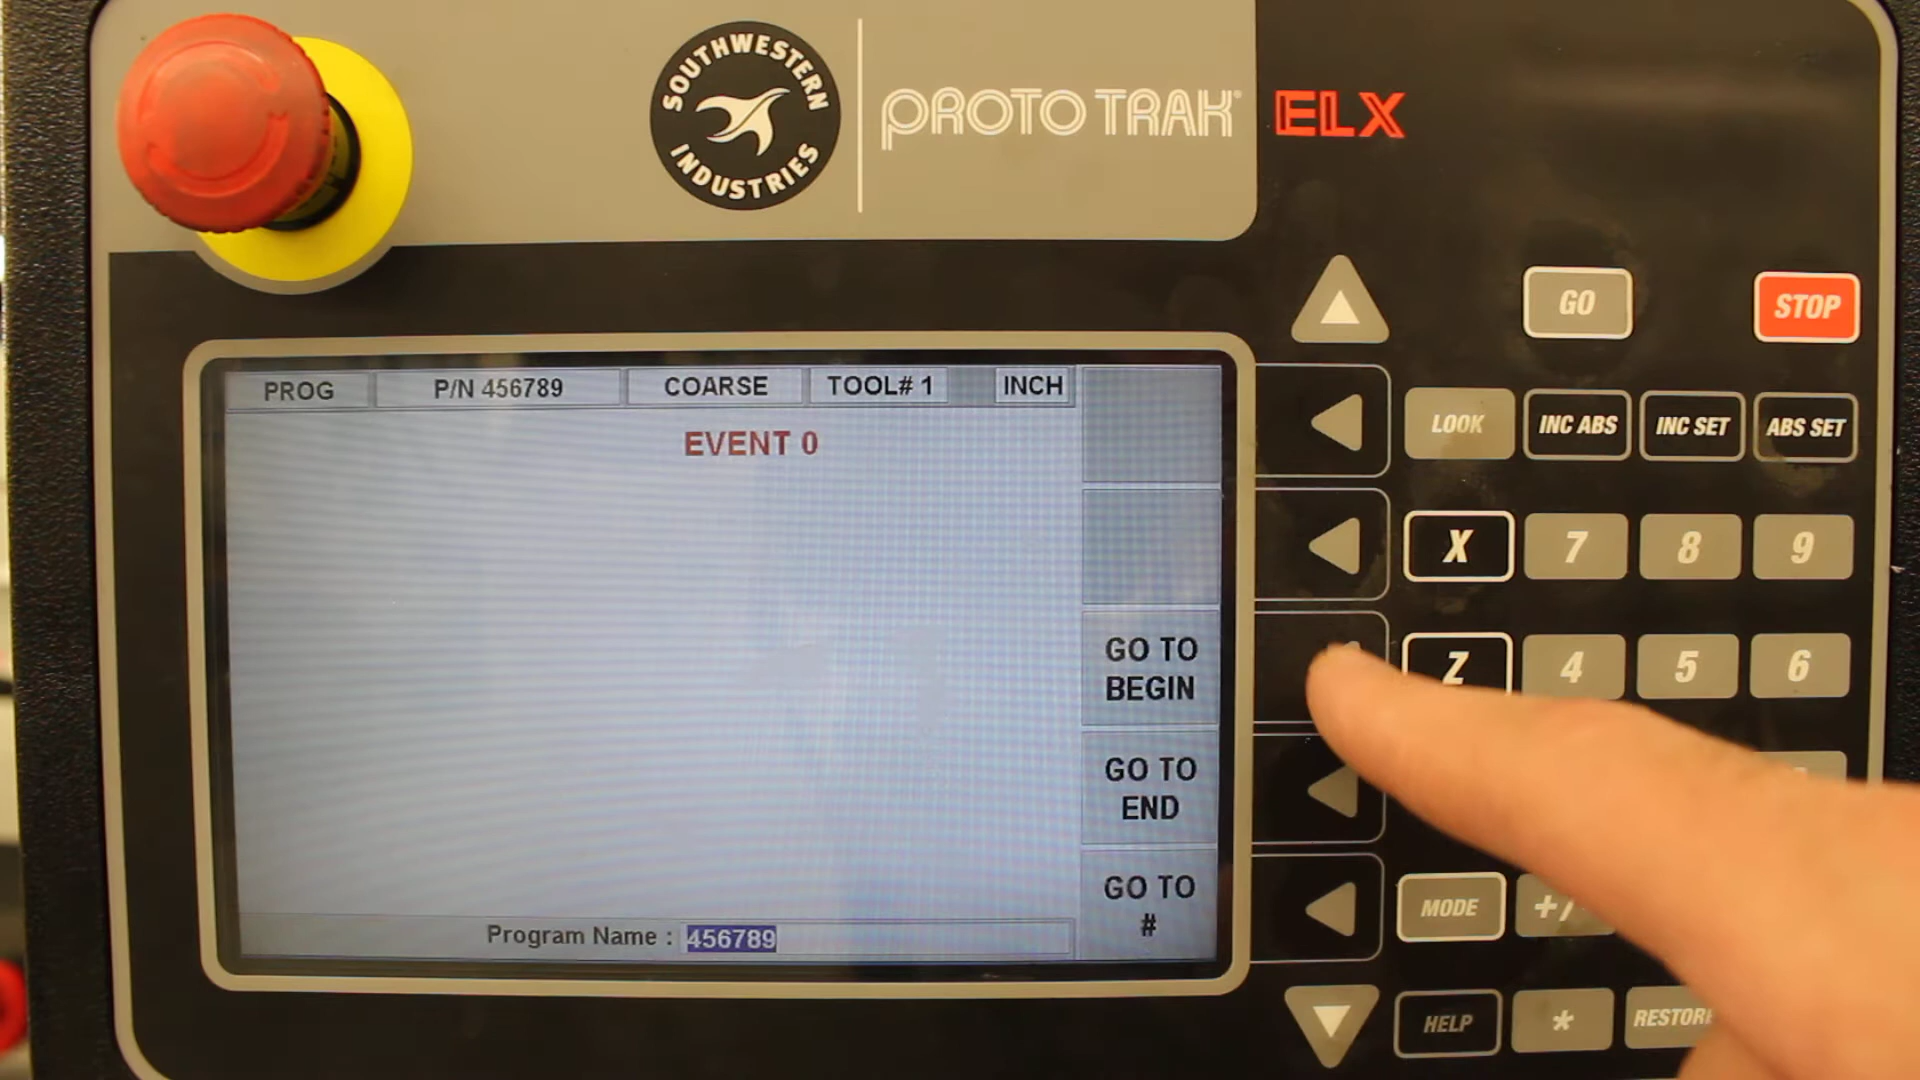 SOUTHWESTERN
INDUSTRIES
PROTO TRAK® ELX
GO
STOP
PROG
P/N 456789
COARSE
TOOL# 1
INCH
EVENT 0
LOOK
INC ABS
INC SET
ABS SET
X
7
8
9
GO TO
BEGIN
Z
4
5
6
GO TO
END
GO TO
#
MODE
Program Name : 456789
HELP
*